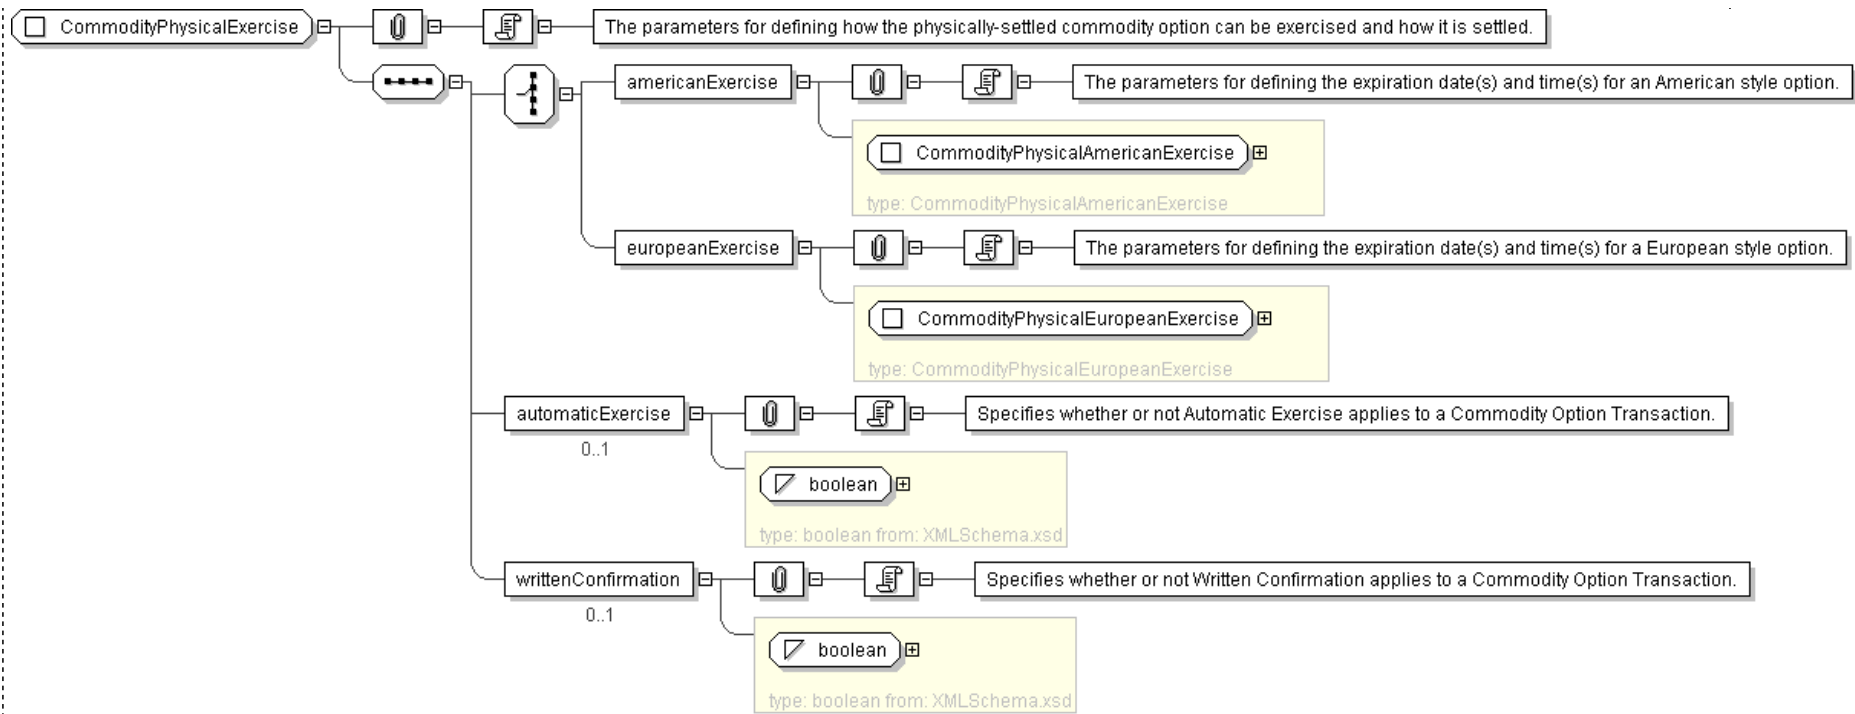 CommodityPhysicalExercise
The parameters for defining how the physically-settled commodity option can be exercised and how it is settled.
americanExercise
The parameters for defining the expiration date(s) and time(s) for an American style option.
CommodityPhysicalAmericanExercise
type: CommodityPhysicalAmericanExercise
europeanExercise
The parameters for defining the expiration date(s) and time(s) for a European style option.
CommodityPhysicalEuropeanExercise
type: CommodityPhysicalEuropeanExercise
automaticExercise
Specifies whether or not Automatic Exercise applies to a Commodity Option Transaction.
0..1
boolean
type: boolean from: XMLSchema.xsd
writtenConfirmation
Specifies whether or not Written Confirmation applies to a Commodity Option Transaction.
0..1
boolean
type: boolean from: XMLSchema.xsd